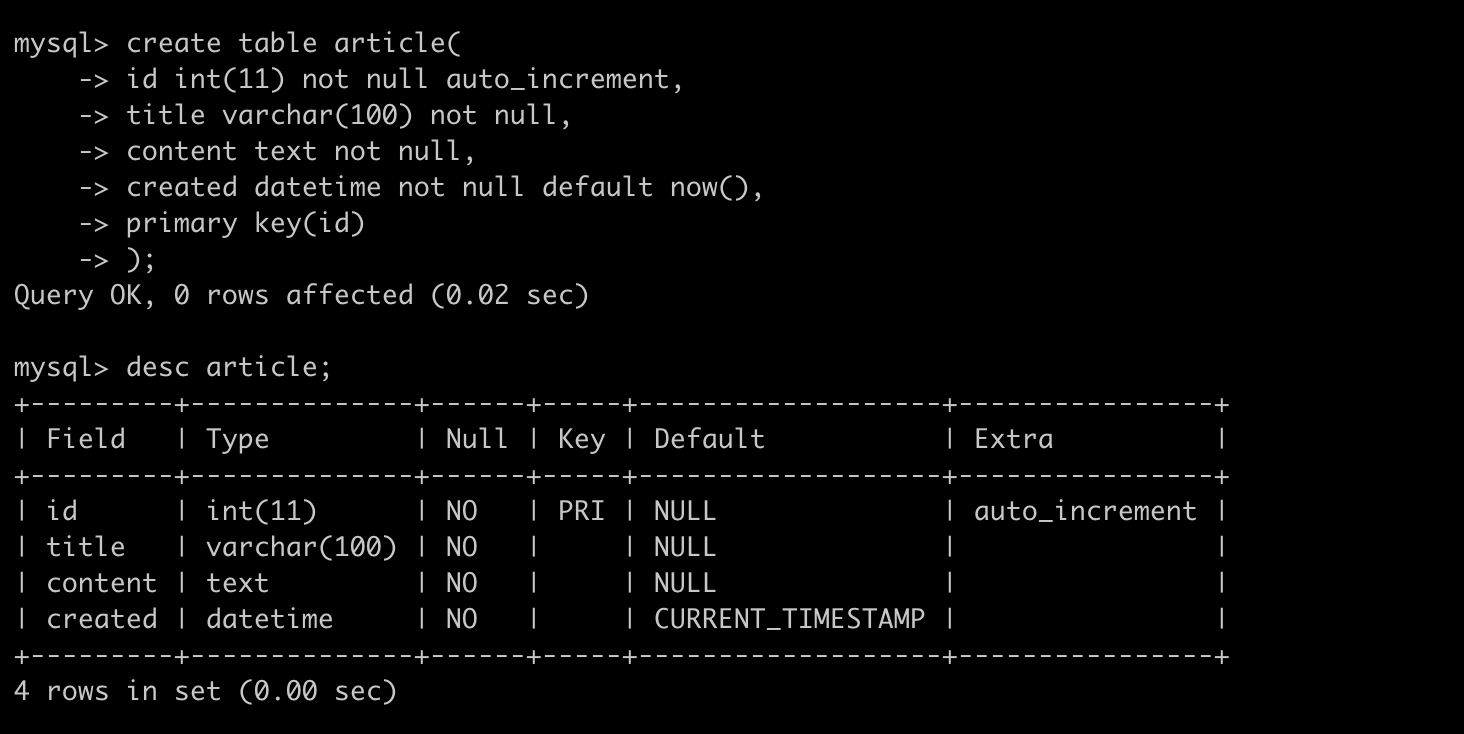 mysql> create table article(
    -> id int(11) not null auto_increment,
    -> title varchar(100) not null,
    -> content text not null,
    -> created datetime not null default now(),
    -> primary key(id)
    -> );
Query OK, 0 rows affected (0.02 sec)

mysql> desc article;
+---------+--------------+------+-----+-------------------+----------------+
| Field   | Type         | Null | Key | Default           | Extra          |
+---------+--------------+------+-----+-------------------+----------------+
| id      | int(11)      | NO   | PRI | NULL              | auto_increment |
| title   | varchar(100) | NO   |     | NULL              |                |
| content | text         | NO   |     | NULL              |                |
| created | datetime     | NO   |     | CURRENT_TIMESTAMP |                |
+---------+--------------+------+-----+-------------------+----------------+
4 rows in set (0.00 sec)